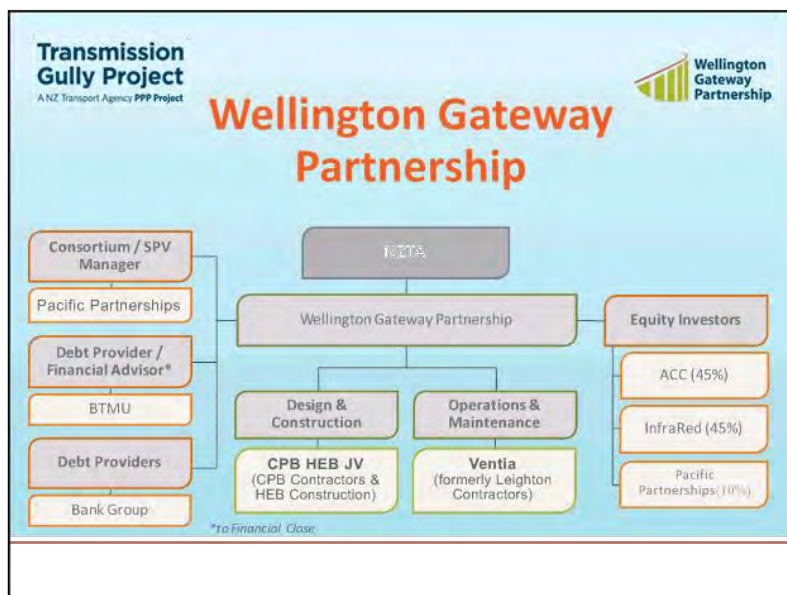 Transmission
Gully Project
A NZ Transport Agency PPP Project
Wellington
Gateway
Partnership
Wellington Gateway
Partnership
Consortium / SPV
Manager
Pacific Partnerships
Debt Provider /
Financial Advisor*
BTMU
Debt Providers
Bank Group
NZTA
Wellington Gateway Partnership
Design &
Construction
CPB HEB JV
(CPB Contractors &
HEB Construction)
Operations &
Maintenance
Ventia
(formerly Leighton
Contractors)
Equity Investors
ACC (45%)
InfraRed (45%)
Pacific
Partnerships(10%)
*to Financial Close